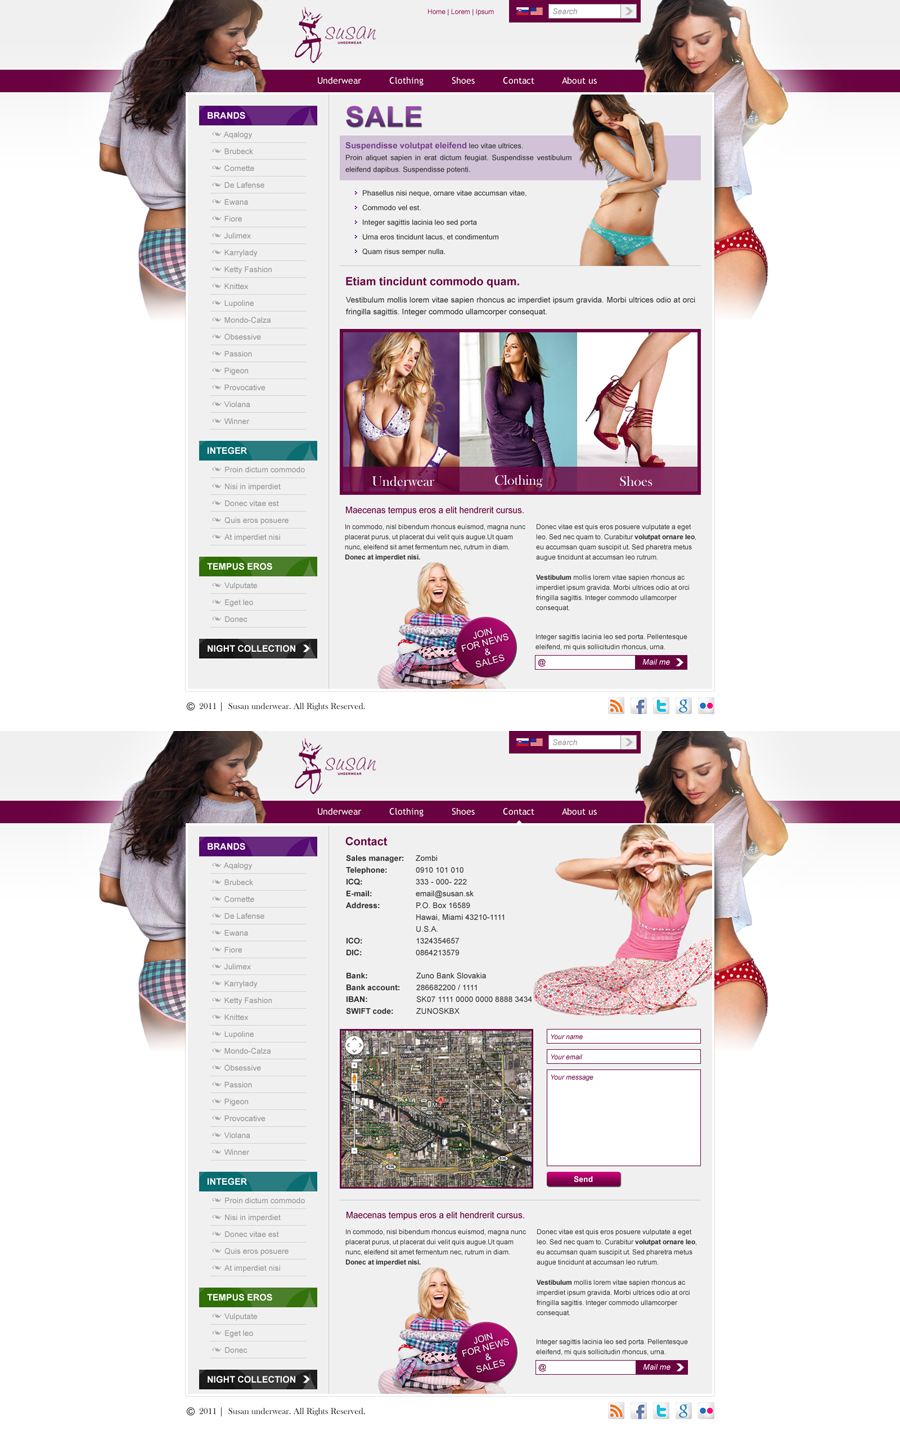 Home | Lorem | Ipsum
Search
SUSAN
UNDERWEAR
Underwear Clothing Shoes Contact About us
BRANDS
Aqalogy
Brubeck
Cornette
De Lafense
Ewana
Fiore
Julimex
Karrylady
Ketty Fashion
Knittex
Lupoline
Mondo-Calza
Obsessive
Passion
Pigeon
Provocative
Violana
Winner
INTEGER
Proin dictum commodo
Nisi in imperdiet
Donec vitae est
Quis eros posuere
At imperdiet nisi
TEMPUS EROS
Vulputate
Eget leo
Donec
NIGHT COLLECTION
SALE
Suspendisse volutpat eleifend leo vitae ultrices.
Proin aliquet sapien in erat dictum feugiat. Suspendisse vestibulum
eleifend dapibus. Suspendisse potenti.
Phasellus nisi neque, ornare vitae accumsan vitae,
Commodo vel est.
Integer sagittis lacinia leo sed porta
Urna eros tincidunt lacus, et condimentum
Quam risus semper nulla.
Etiam tincidunt commodo quam.
Vestibulum mollis lorem vitae sapien rhoncus ac imperdiet ipsum gravida. Morbi ultrices odio at orci
fringilla sagittis. Integer commodo ullamcorper consequat.
Underwear
Clothing
Shoes
Maecenas tempus eros a elit hendrerit cursus.
In commodo, nisl bibendum rhoncus euismod, magna nunc
placerat purus, ut placerat dui velit quis augue.Ut quam
nunc, eleifend sit amet fermentum nec, rutrum in diam.
Donec at imperdiet nisi.
JOIN
FOR NEWS
&
SALES
Donec vitae est quis eros posuere vulputate a eget
leo. Sed nec quam to. Curabitur volutpat ornare leo,
eu accumsan quam suscipit ut. Sed pharetra metus
augue tincidunt at accumsan leo rutrum.
Vestibulum mollis lorem vitae sapien rhoncus ac
imperdiet ipsum gravida. Morbi ultrices odio at orci
fringilla sagittis. Integer commodo ullamcorper
consequat.
Integer sagittis lacinia leo sed porta. Pellentesque
eleifend, mi quis sollicitudin rhoncus, urna.
@ Mail me
© 2011 | Susan underwear. All Rights Reserved.
Search
SUSAN
UNDERWEAR
Underwear Clothing Shoes Contact About us
BRANDS
Aqalogy
Brubeck
Cornette
De Lafense
Ewana
Fiore
Julimex
Karrylady
Ketty Fashion
Knittex
Lupoline
Mondo-Calza
Obsessive
Passion
Pigeon
Provocative
Violana
Winner
INTEGER
Proin dictum commodo
Nisi in imperdiet
Donec vitae est
Quis eros posuere
At imperdiet nisi
TEMPUS EROS
Vulputate
Eget leo
Donec
NIGHT COLLECTION
Contact
Sales manager: Zombi
Telephone: 0910 101 010
ICQ: 333 - 000- 222
E-mail: email@susan.sk
Address: P.O. Box 16589
Hawai, Miami 43210-1111
U.S.A.
ICO: 1324354657
DIC: 0864213579
Bank: Zuno Bank Slovakia
Bank account: 286682200 / 1111
IBAN: SK07 1111 0000 0000 8888 3434
SWIFT code: ZUNOSKBX
Your name
Your email
Your message
Send
Maecenas tempus eros a elit hendrerit cursus.
In commodo, nisl bibendum rhoncus euismod, magna nunc
placerat purus, ut placerat dui velit quis augue.Ut quam
nunc, eleifend sit amet fermentum nec, rutrum in diam.
Donec at imperdiet nisi.
JOIN
FOR NEWS
&
SALES
Donec vitae est quis eros posuere vulputate a eget
leo. Sed nec quam to. Curabitur volutpat ornare leo,
eu accumsan quam suscipit ut. Sed pharetra metus
augue tincidunt at accumsan leo rutrum.
Vestibulum mollis lorem vitae sapien rhoncus ac
imperdiet ipsum gravida. Morbi ultrices odio at orci
fringilla sagittis. Integer commodo ullamcorper
consequat.
Integer sagittis lacinia leo sed porta. Pellentesque
eleifend, mi quis sollicitudin rhoncus, urna.
@ Mail me
© 2011 | Susan underwear. All Rights Reserved.